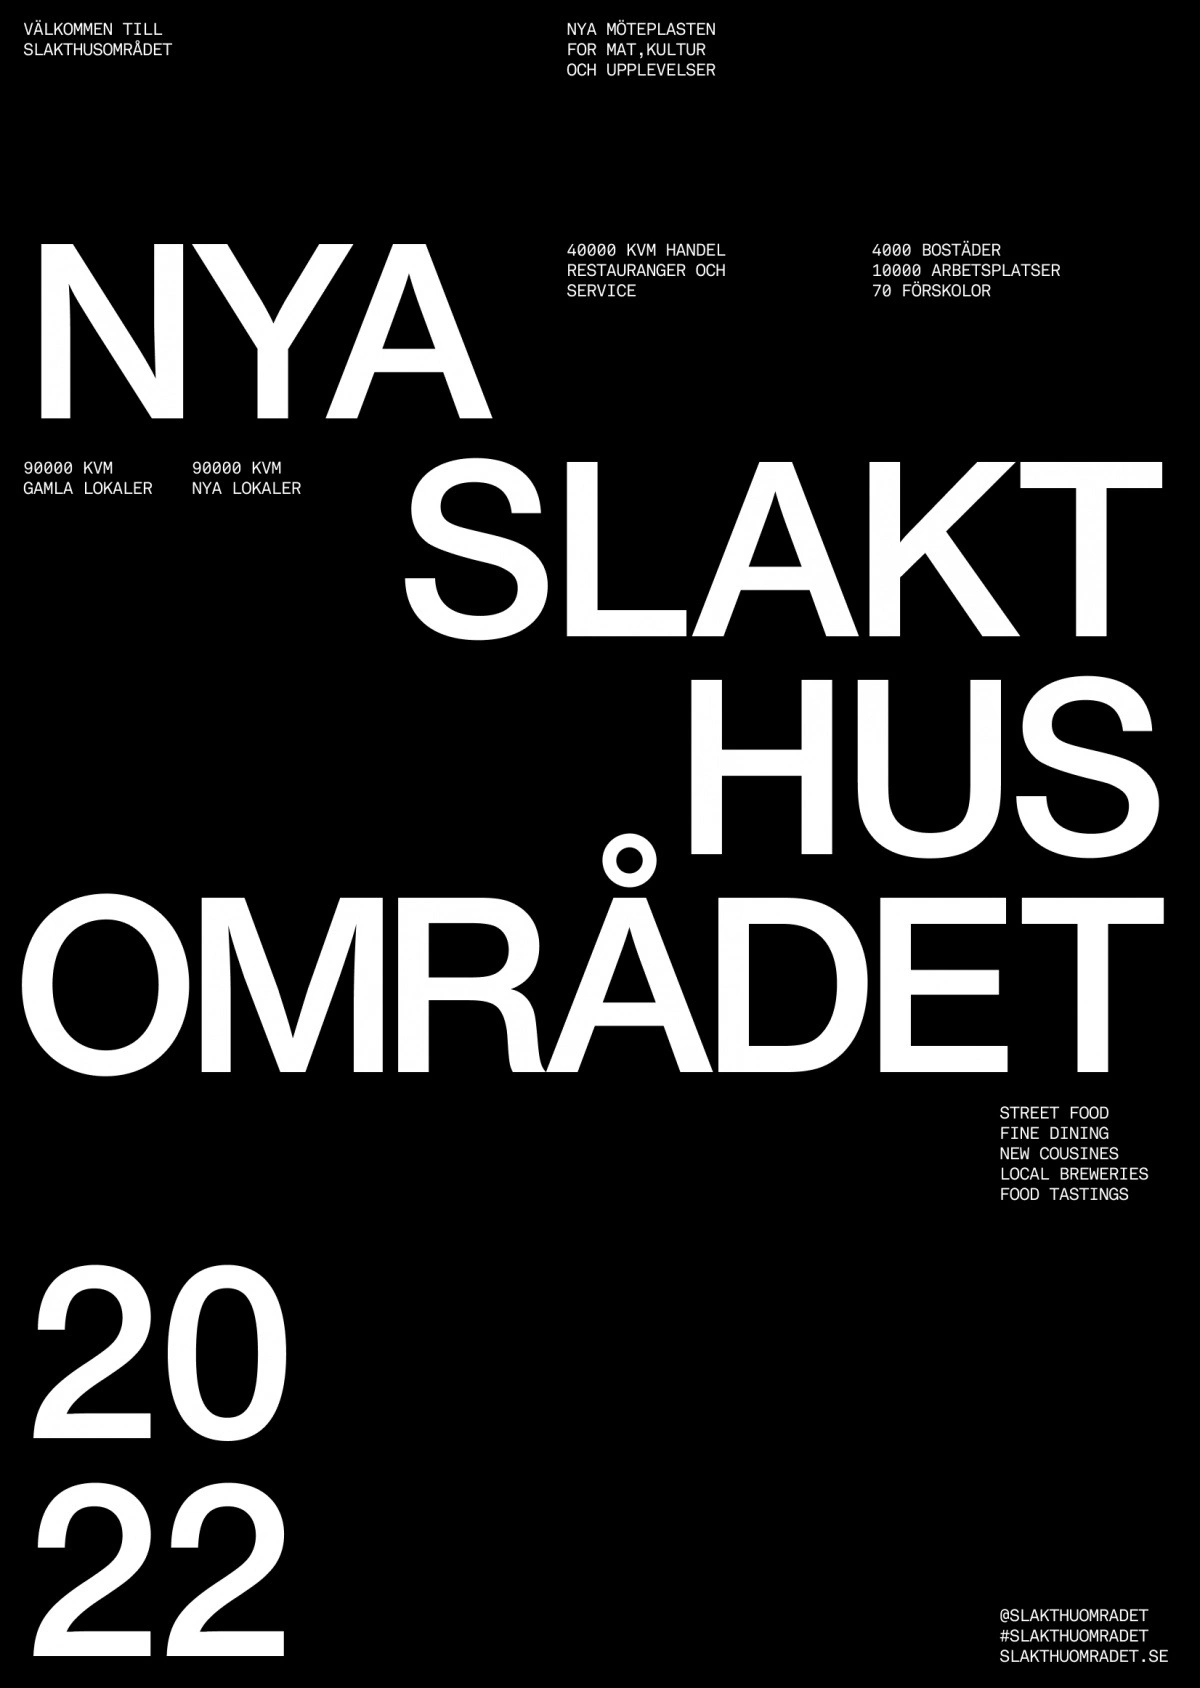 VÄLKOMMEN TILL
SLAKTHUSOMRÅDET
NYA MÖTEPLASTEN
FOR MAT,KULTUR
OCH UPPLEVELSER
NYA
40000 KVM HANDEL
RESTAURANGER OCH
SERVICE
4000 BOSTÄDER
10000 ARBETSPLATSER
70 FÖRSKOLOR
90000 KVM
GAMLA LOKALER
90000 KVM
NYA LOKALER
SLAKT
HUS
OMRÅDET
STREET FOOD
FINE DINING
NEW COUSINES
LOCAL BREWERIES
FOOD TASTINGS
20
22
@SLAKTHUOMRADET
#SLAKTHUOMRADET
SLAKTHUOMRADET.SE